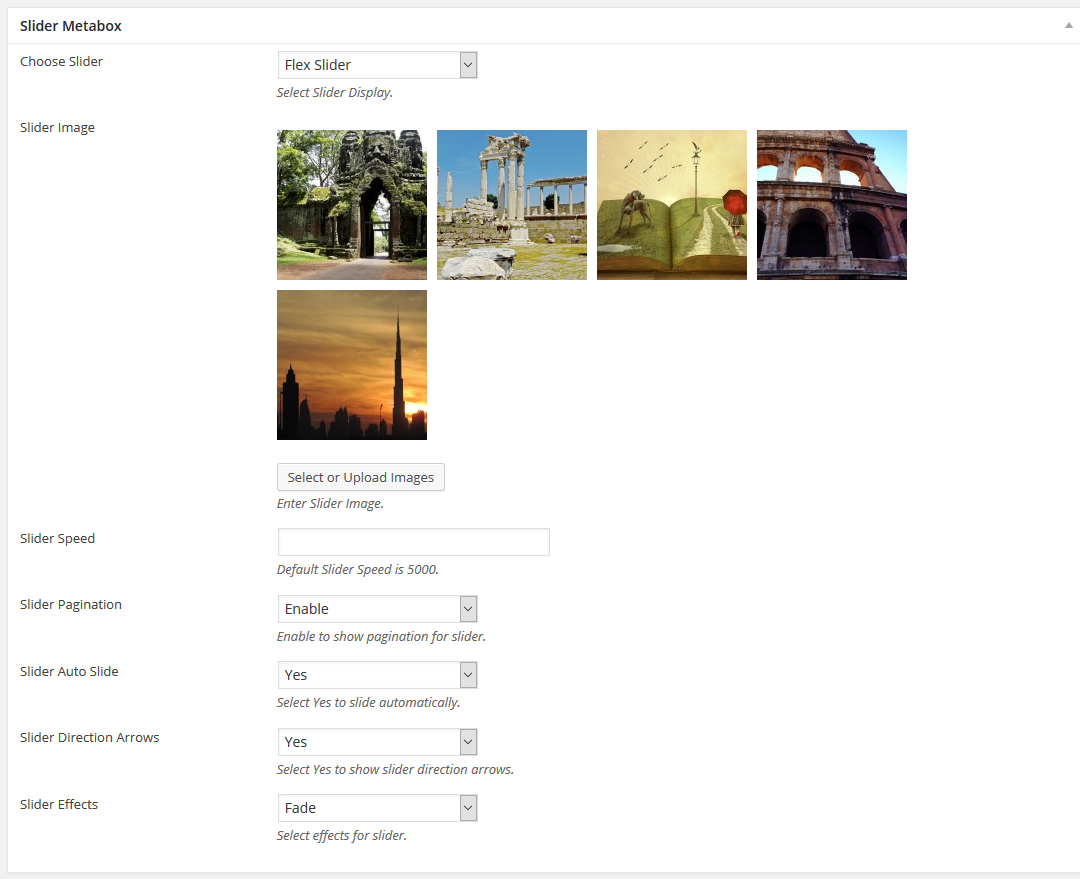 Slider Metabox
Choose Slider
Flex Slider
Select Slider Display.
Slider Image
Select or Upload Images
Enter Slider Image.
Slider Speed
Default Slider Speed is 5000.
Slider Pagination
Enable
Enable to show pagination for slider.
Slider Auto Slide
Yes
Select Yes to slide automatically.
Slider Direction Arrows
Yes
Select Yes to show slider direction arrows.
Slider Effects
Fade
Select effects for slider.